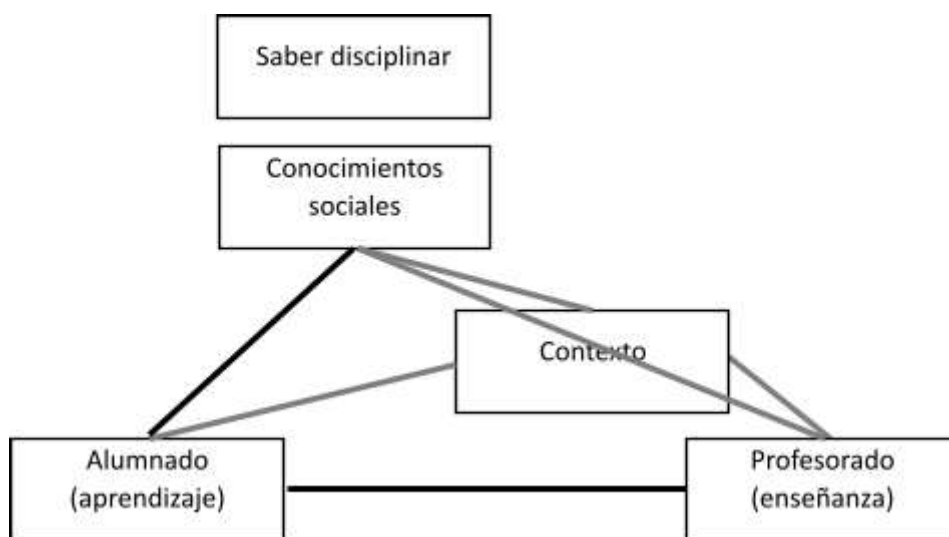 Saber disciplinar
Conocimientos
sociales
Contexto
Alumnado
(aprendizaje)
Profesorado
(enseñanza)